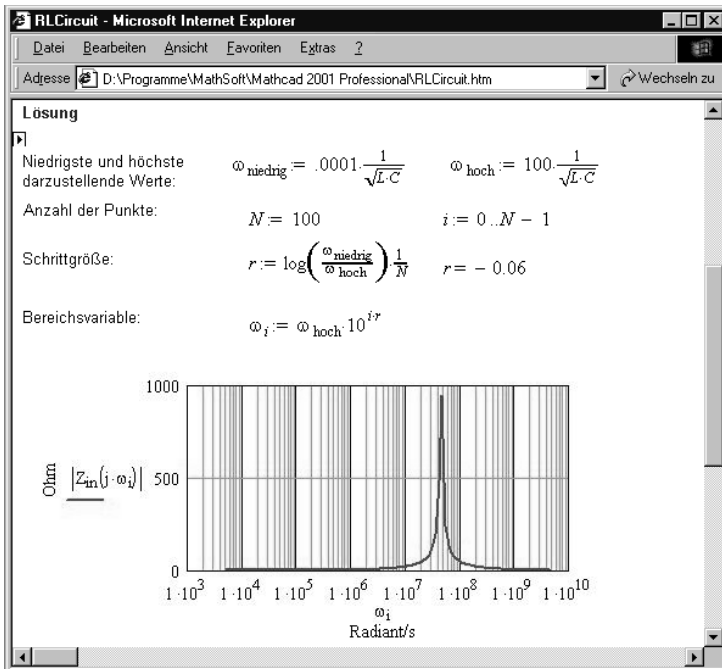 RLCircuit - Microsoft Internet Explorer
Datei Bearbeiten Ansicht Favoriten Extras ?
Adresse D:\Programme\MathSoft\Mathcad 2001 Professional\RLCircuit.htm Wechseln zu
Lösung
Niedrigste und höchste
darzustellende Werte:
ω niedrig := .0001·1/√(L·C) ω hoch := 100·1/√(L·C)
Anzahl der Punkte: N := 100 i := 0 ..N − 1
Schrittgröße: r := log(ω niedrig/ω hoch)·1/N r = − 0.06
Bereichsvariable: ω_i := ω hoch·10^(i·r)
1000
Ohm |Z_in(j·ω_i)| 500
0
1·10^3 1·10^4 1·10^5 1·10^6 1·10^7 1·10^8 1·10^9 1·10^10
ω_i
Radiant/s